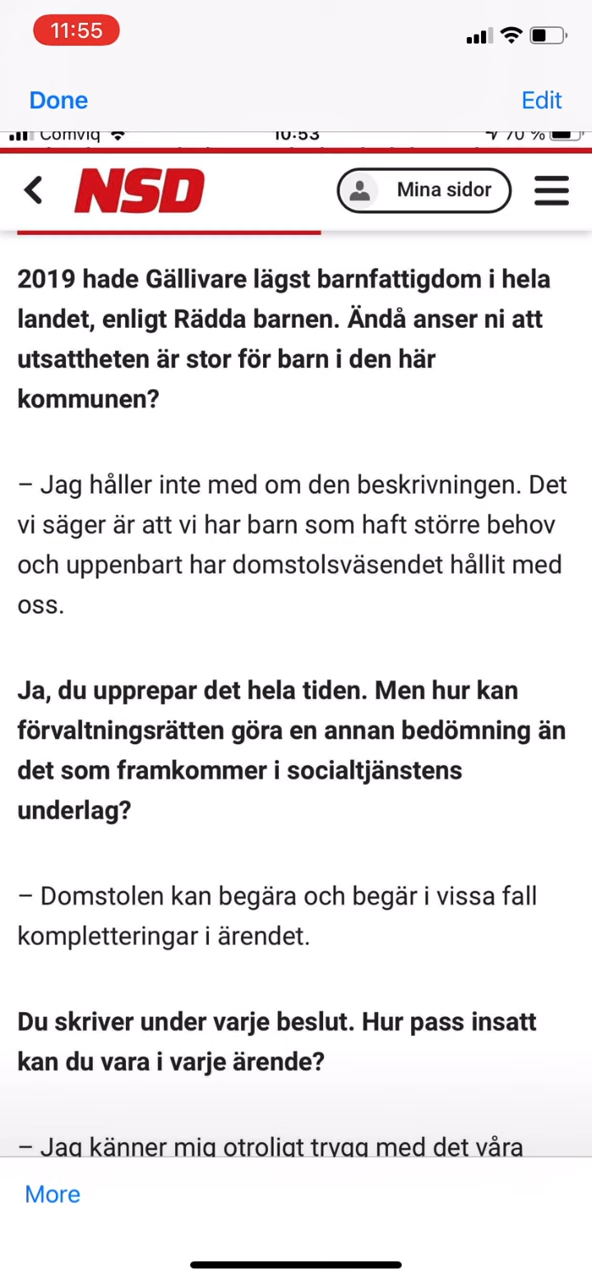 11:55
Done
Edit
Comviq
10:53
70 %
NSD
Mina sidor
2019 hade Gällivare lägst barnfattigdom i hela
landet, enligt Rädda barnen. Ändå anser ni att
utsattheten är stor för barn i den här
kommunen?
– Jag håller inte med om den beskrivningen. Det
vi säger är att vi har barn som haft större behov
och uppenbart har domstolsväsendet hållit med
oss.
Ja, du upprepar det hela tiden. Men hur kan
förvaltningsrätten göra en annan bedömning än
det som framkommer i socialtjänstens
underlag?
– Domstolen kan begära och begär i vissa fall
kompletteringar i ärendet.
Du skriver under varje beslut. Hur pass insatt
kan du vara i varje ärende?
– Jag känner mig otroligt trygg med det våra
More